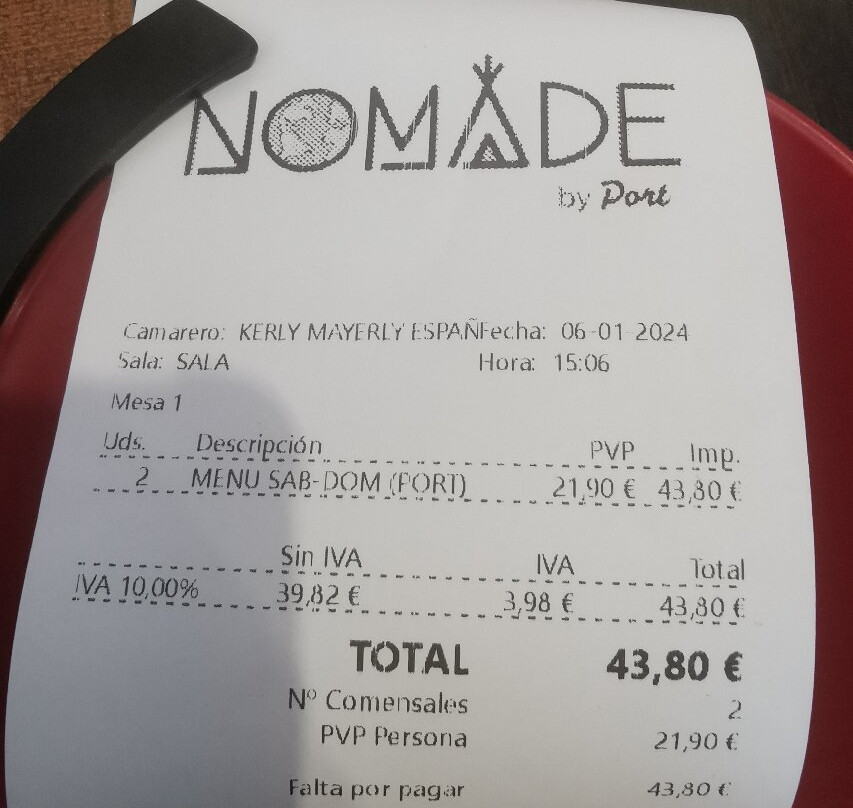 NOMADE
by Port
Camarero: KERLY MAYERLY ESPAÑFecha: 06-01-2024
Sala: SALA Hora: 15:06
Mesa 1
Uds. Descripción PVP Imp.
2 MENU SAB-DOM (PORT) 21,90 € 43,80 €
Sin IVA IVA Total
IVA 10,00% 39,82 € 3,98 € 43,80 €
TOTAL 43,80 €
Nº Comensales 2
PVP Persona 21,90 €
Falta por pagar 43,80 €